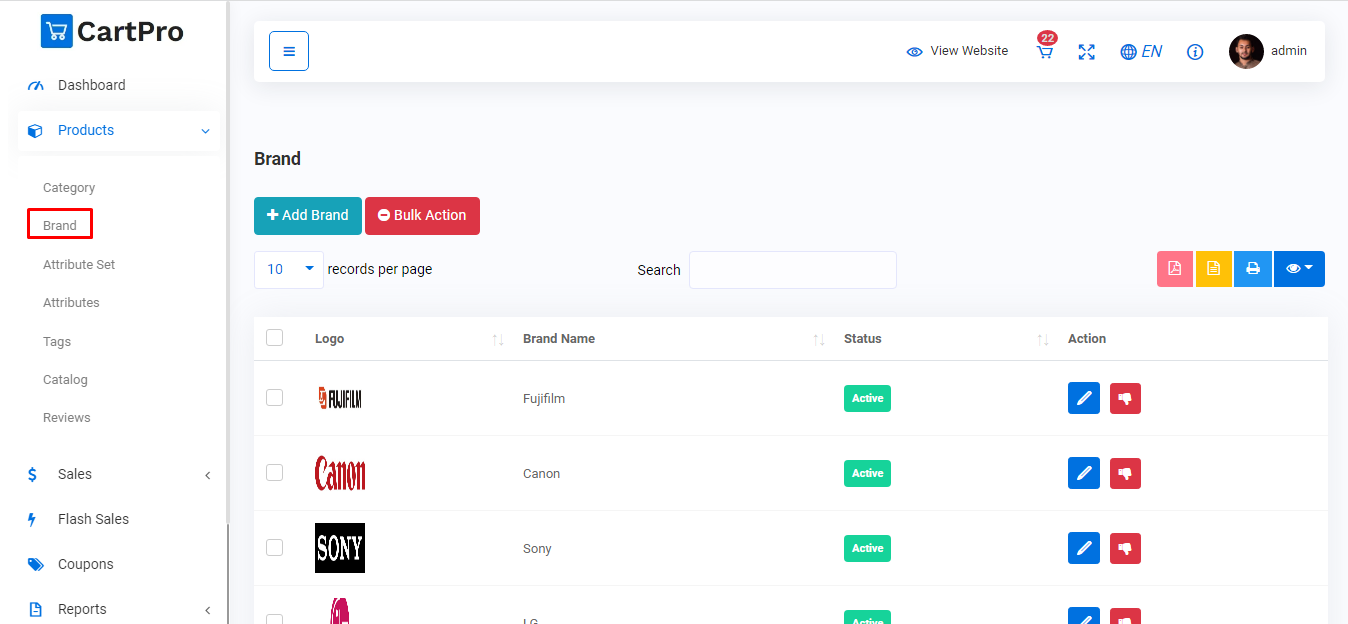 CartPro
Dashboard
Products
Category
Brand
Attribute Set
Attributes
Tags
Catalog
Reviews
Sales
Flash Sales
Coupons
Reports
View Website
22
EN
admin
Brand
Add Brand
Bulk Action
10 records per page
Search
Logo Brand Name Status Action
FUJIFILM Fujifilm Active
Canon Canon Active
SONY Sony Active
LG Active